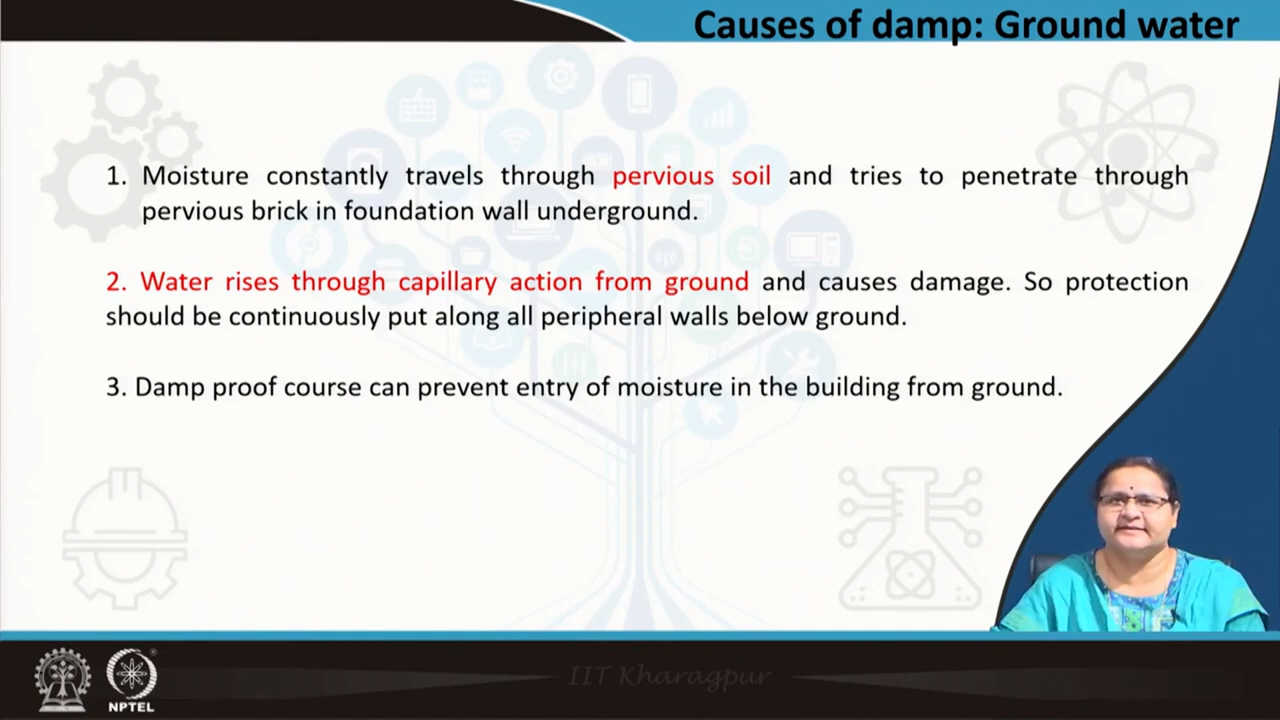 Causes of damp: Ground water
1. Moisture constantly travels through pervious soil and tries to penetrate through
pervious brick in foundation wall underground.
2. Water rises through capillary action from ground and causes damage. So protection
should be continuously put along all peripheral walls below ground.
3. Damp proof course can prevent entry of moisture in the building from ground.
IIT Kharagpur
NPTEL